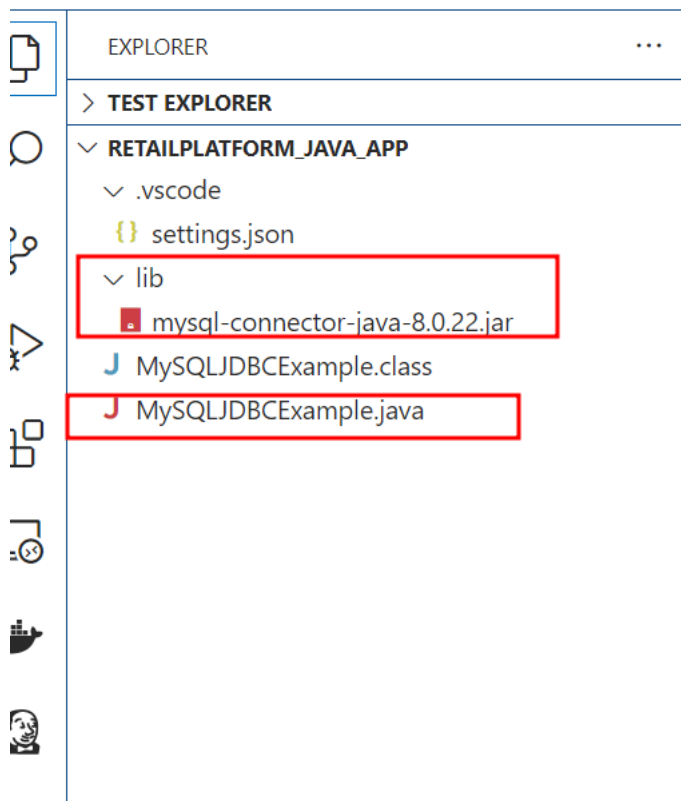 EXPLORER
TEST EXPLORER
RETAILPLATFORM_JAVA_APP
.vscode
{} settings.json
lib
mysql-connector-java-8.0.22.jar
J MySQLJDBCExample.class
J MySQLJDBCExample.java